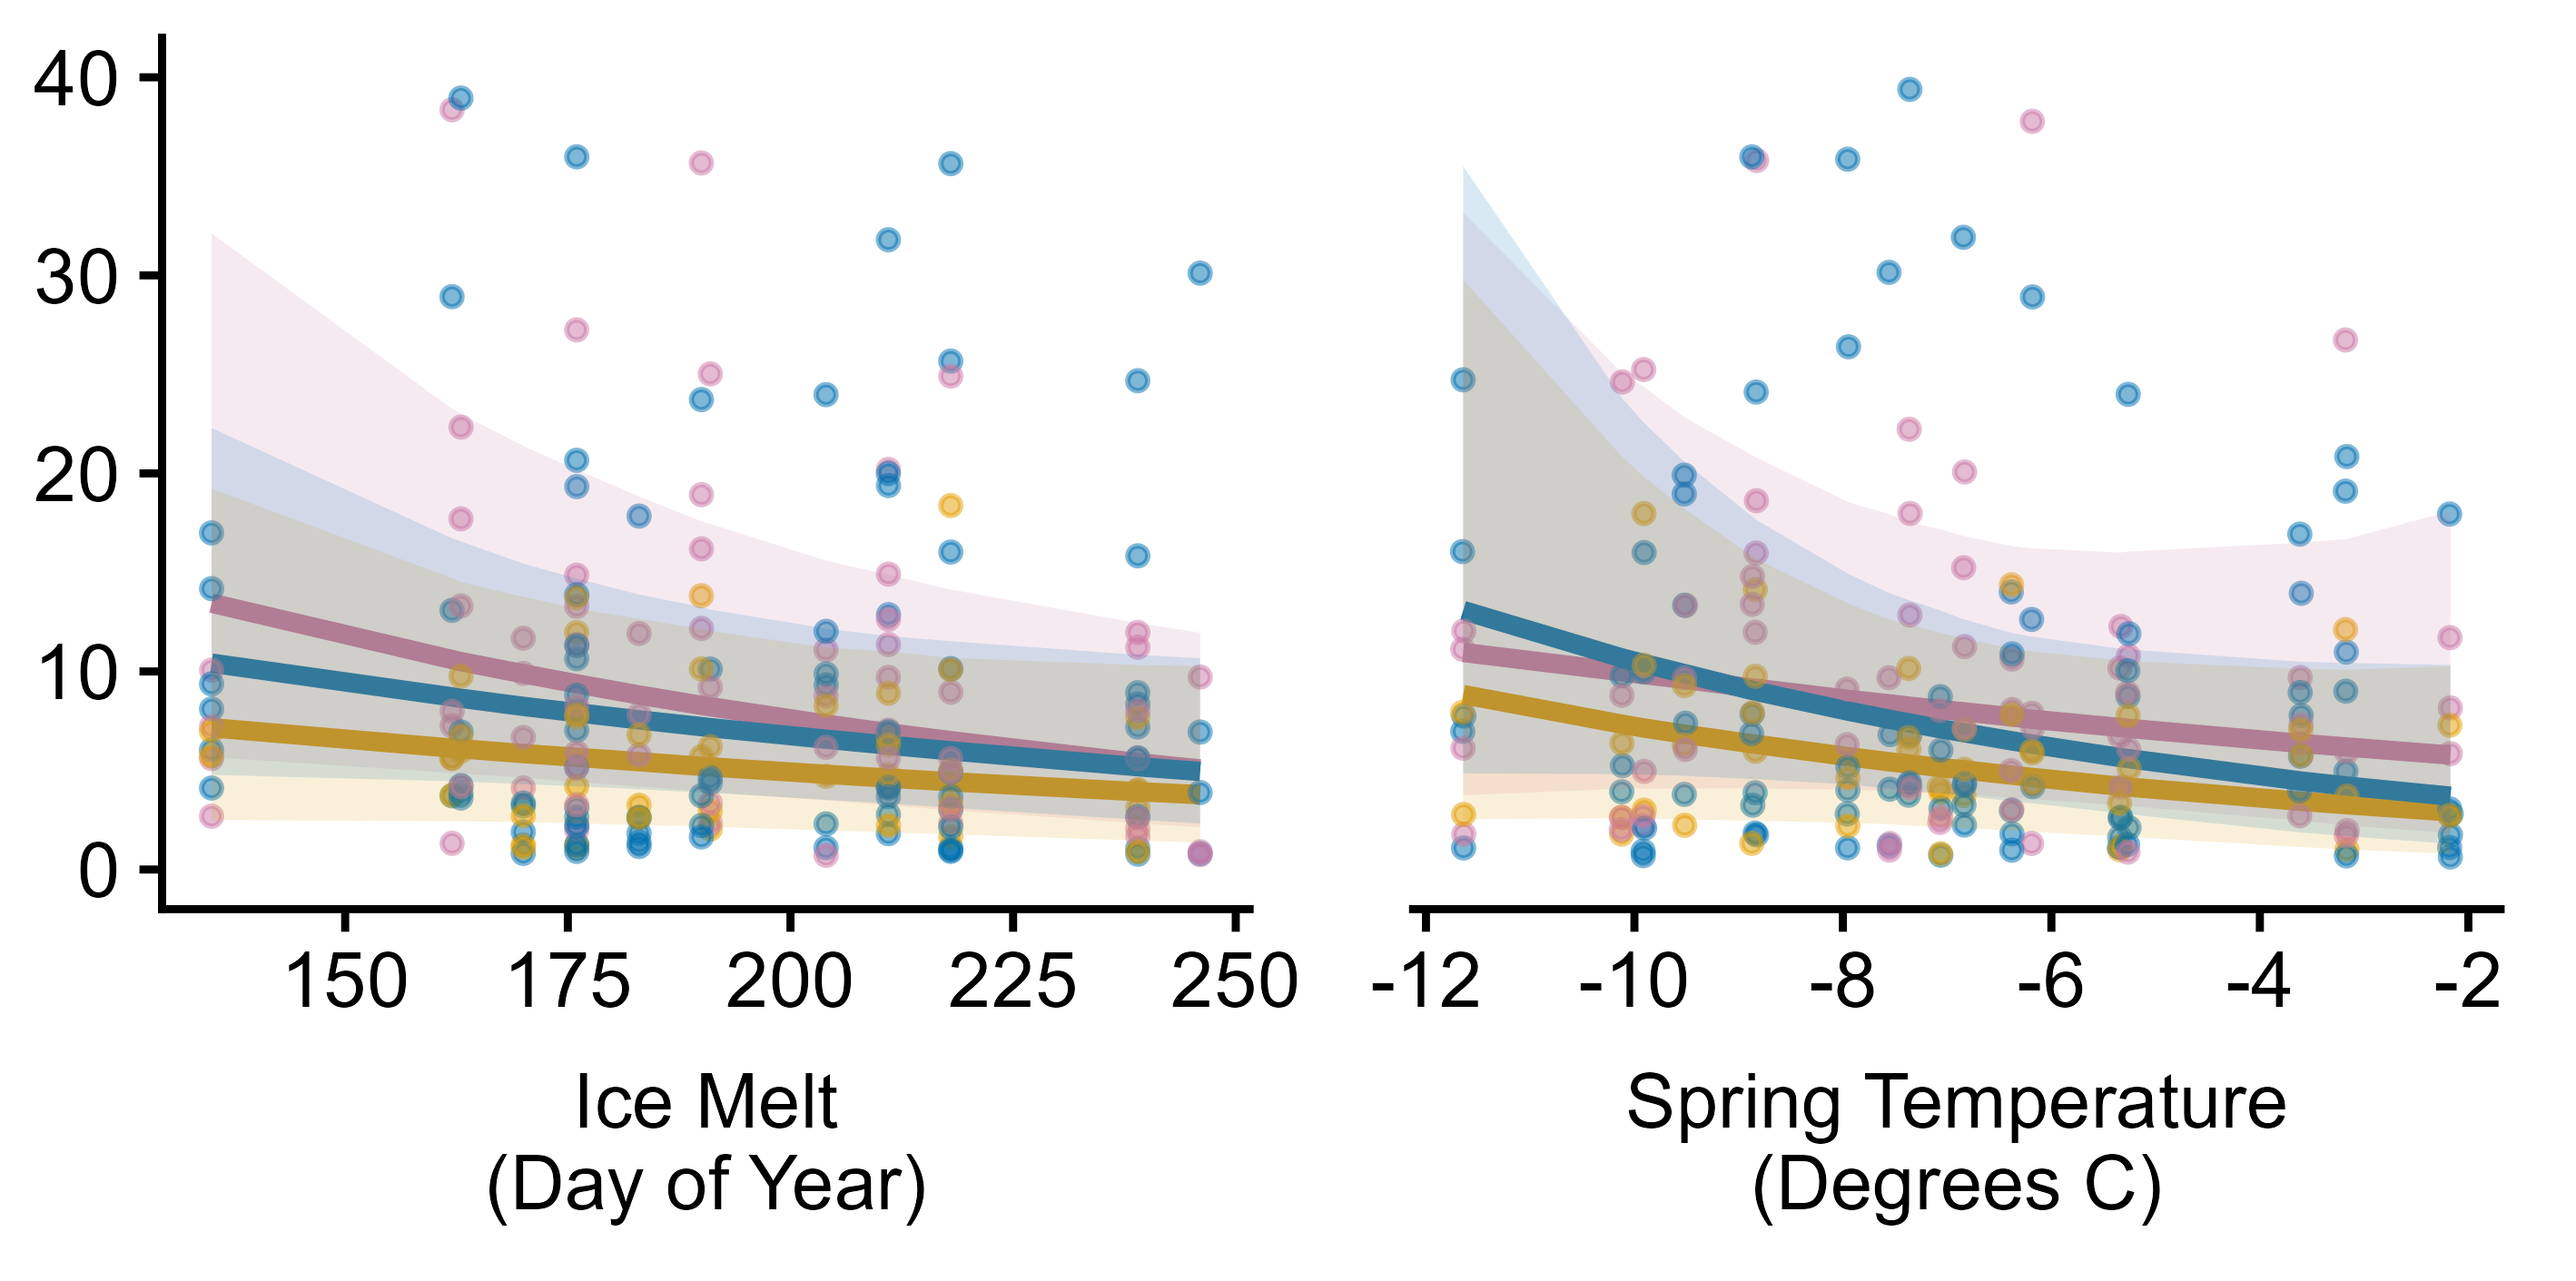 40
30
20
10
0
150 175 200 225 250
-12 -10 -8 -6 -4 -2
Ice Melt
(Day of Year)
Spring Temperature
(Degrees C)